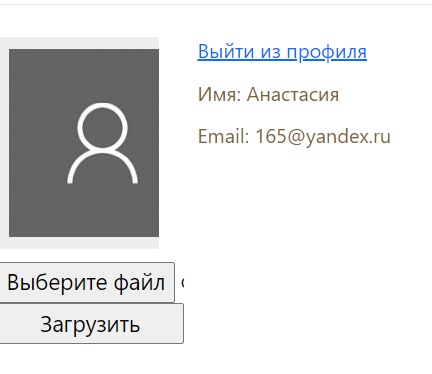 Выйти из профиля
Имя: Анастасия
Email: 165@yandex.ru
Выберите файл
Загрузить